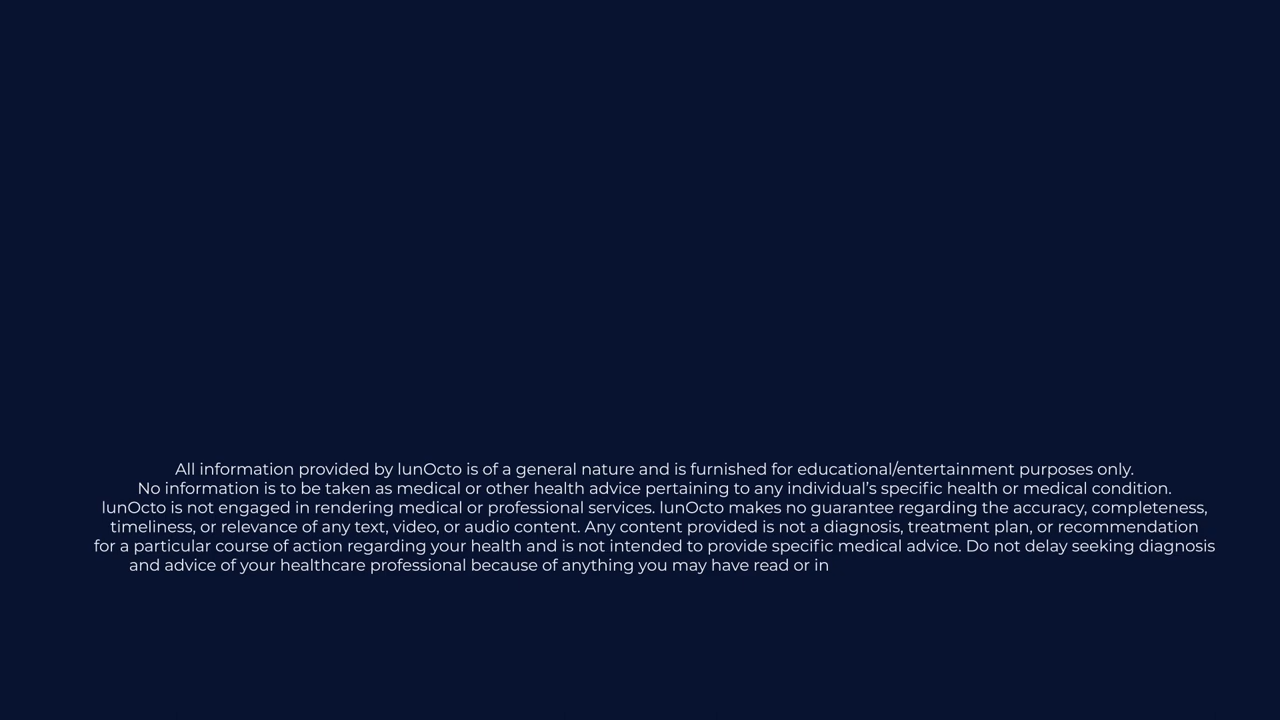 All information provided by lunOcto is of a general nature and is furnished for educational/entertainment purposes only.
No information is to be taken as medical or other health advice pertaining to any individual’s specific health or medical condition.
lunOcto is not engaged in rendering medical or professional services. lunOcto makes no guarantee regarding the accuracy, completeness,
timeliness, or relevance of any text, video, or audio content. Any content provided is not a diagnosis, treatment plan, or recommendation
for a particular course of action regarding your health and is not intended to provide specific medical advice. Do not delay seeking diagnosis
and advice of your healthcare professional because of anything you may have read or in